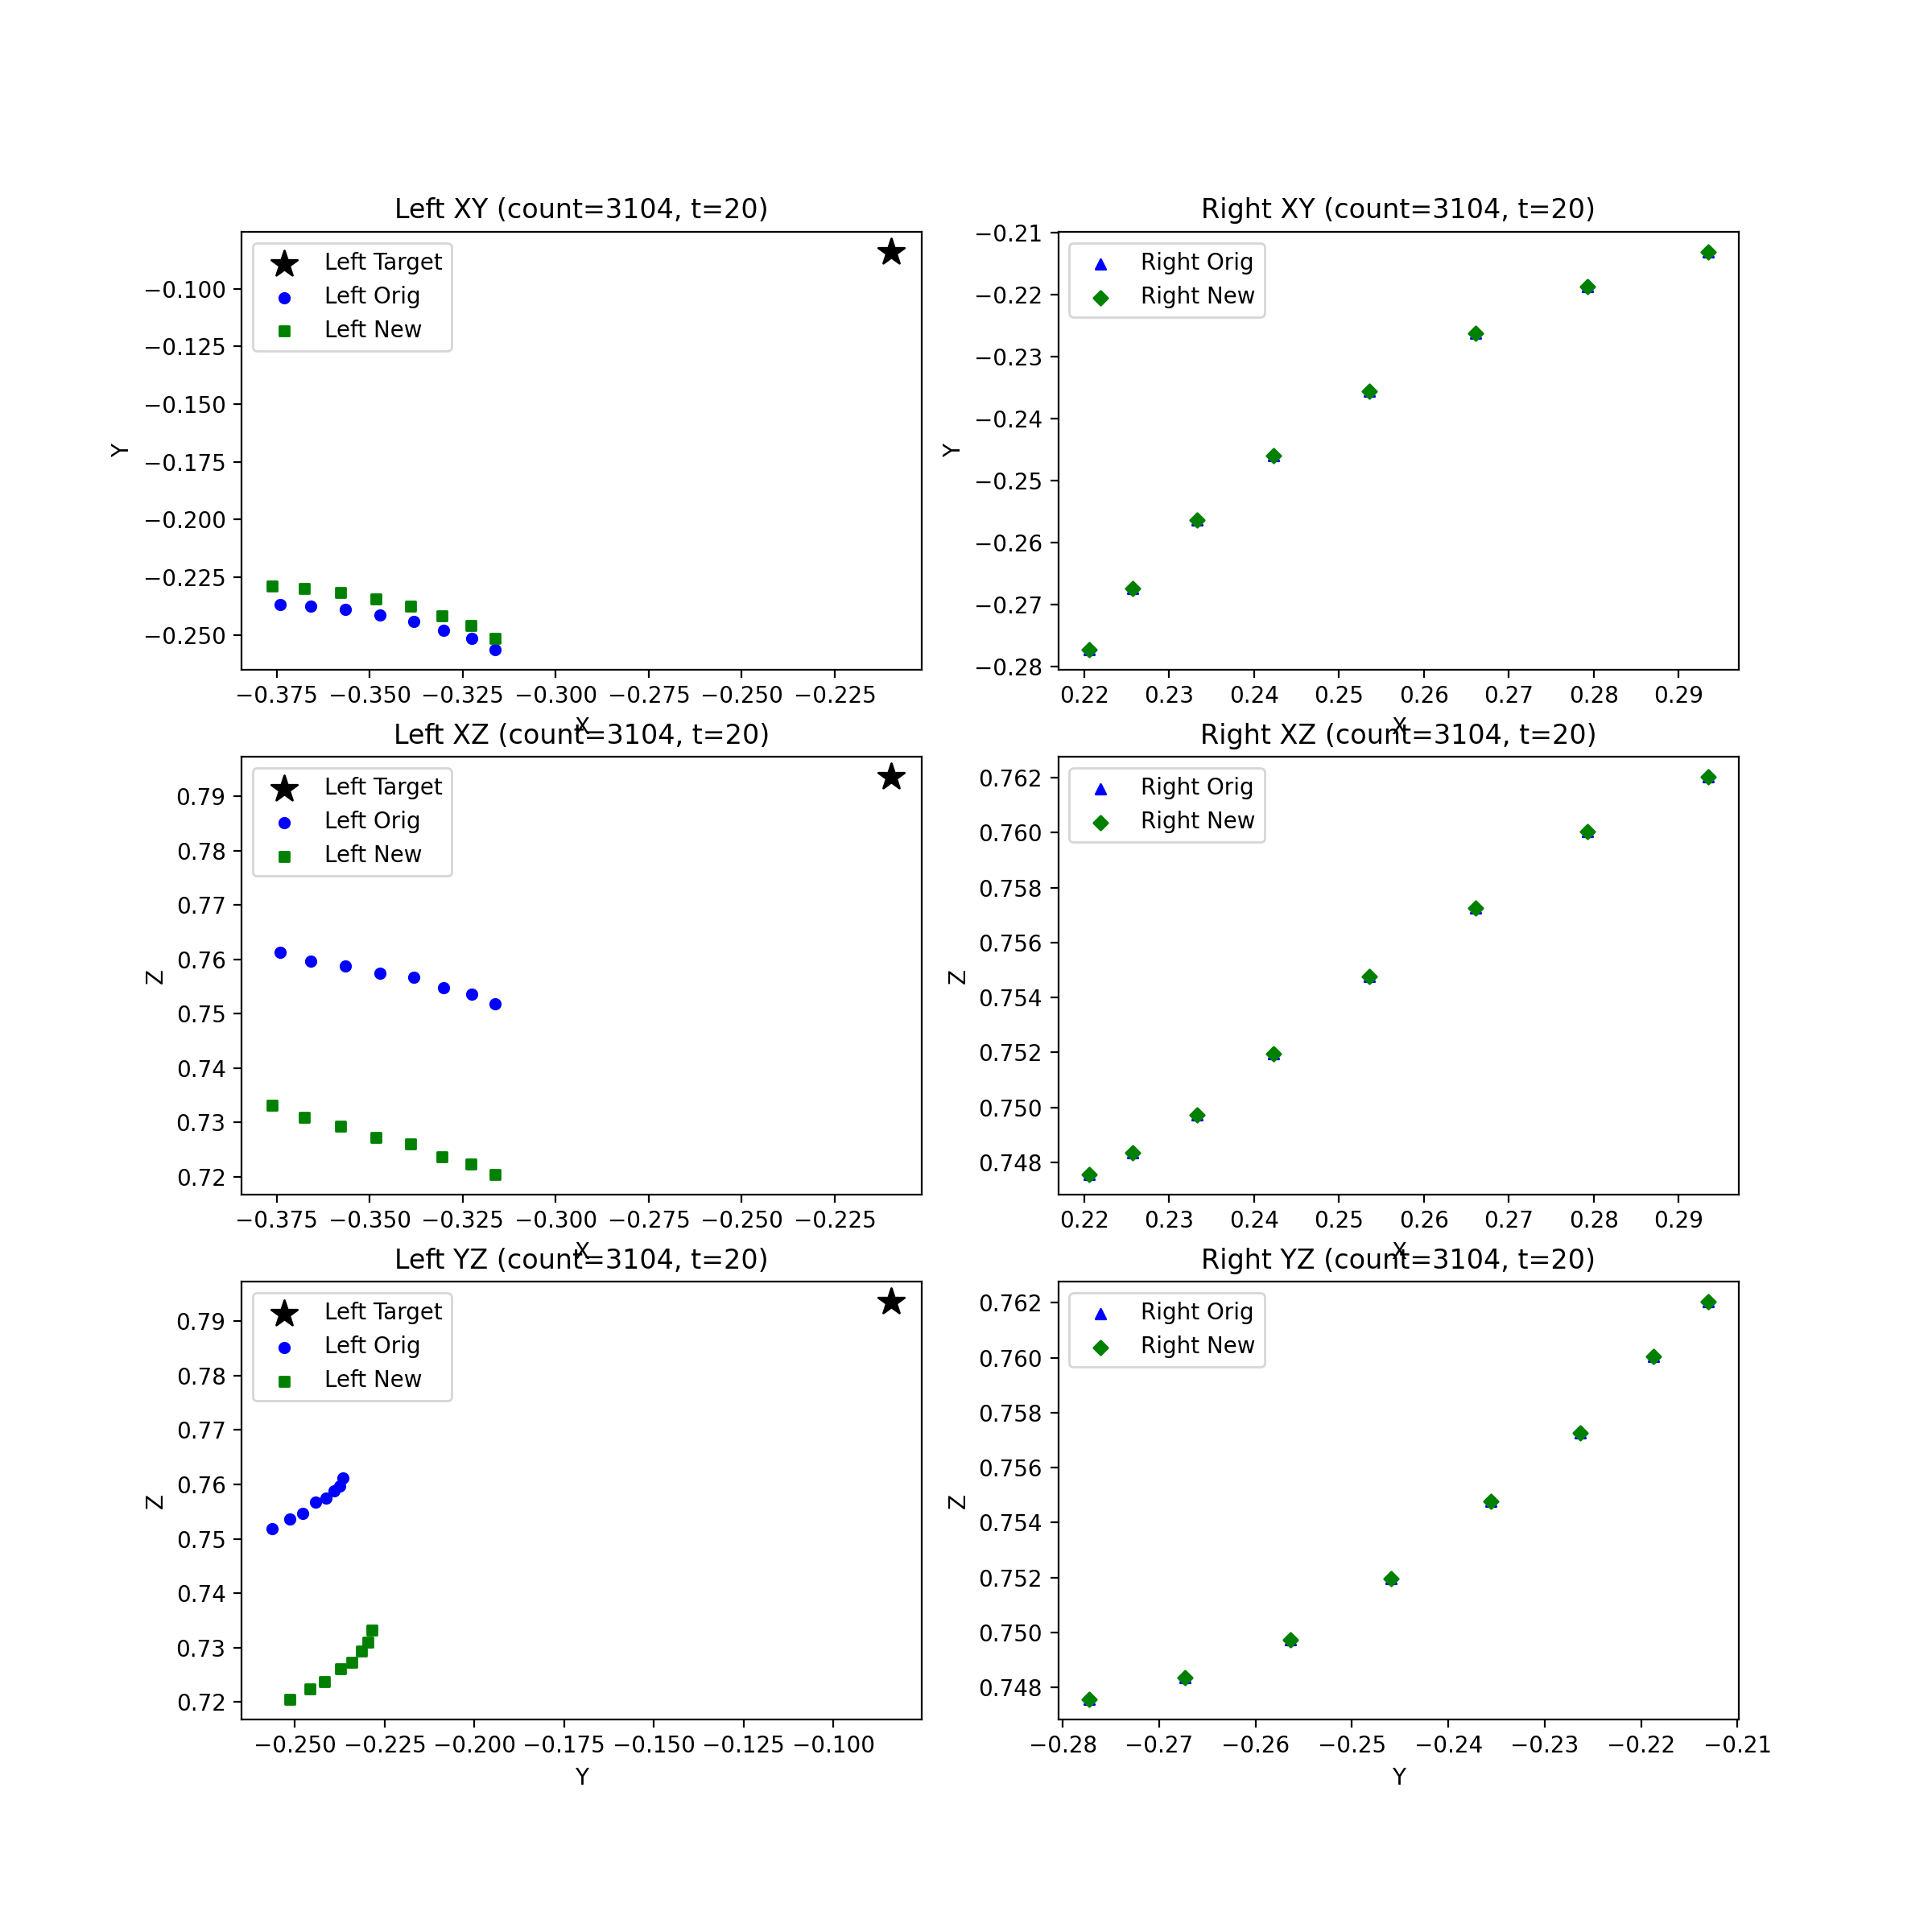 Left XY (count=3104, t=20)
Left Target
Left Orig
Left New
−0.100
−0.125
−0.150
−0.175
−0.200
−0.225
−0.250
Y
−0.375 −0.350 −0.325 −0.300 −0.275 −0.250 −0.225
X
Right XY (count=3104, t=20)
Right Orig
Right New
−0.21
−0.22
−0.23
−0.24
−0.25
−0.26
−0.27
−0.28
Y
0.22 0.23 0.24 0.25 0.26 0.27 0.28 0.29
X
Left XZ (count=3104, t=20)
Left Target
Left Orig
Left New
0.79
0.78
0.77
0.76
0.75
0.74
0.73
0.72
Z
−0.375 −0.350 −0.325 −0.300 −0.275 −0.250 −0.225
X
Right XZ (count=3104, t=20)
Right Orig
Right New
0.762
0.760
0.758
0.756
0.754
0.752
0.750
0.748
Z
0.22 0.23 0.24 0.25 0.26 0.27 0.28 0.29
X
Left YZ (count=3104, t=20)
Left Target
Left Orig
Left New
0.79
0.78
0.77
0.76
0.75
0.74
0.73
0.72
Z
−0.250 −0.225 −0.200 −0.175 −0.150 −0.125 −0.100
Y
Right YZ (count=3104, t=20)
Right Orig
Right New
0.762
0.760
0.758
0.756
0.754
0.752
0.750
0.748
Z
−0.28 −0.27 −0.26 −0.25 −0.24 −0.23 −0.22 −0.21
Y